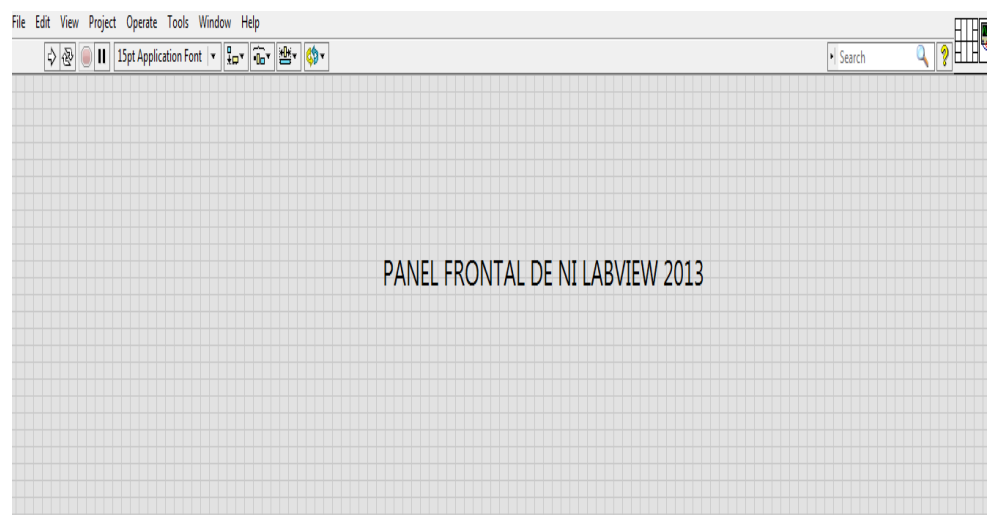 File Edit View Project Operate Tools Window Help
15pt Application Font Search ?
PANEL FRONTAL DE NI LABVIEW 2013